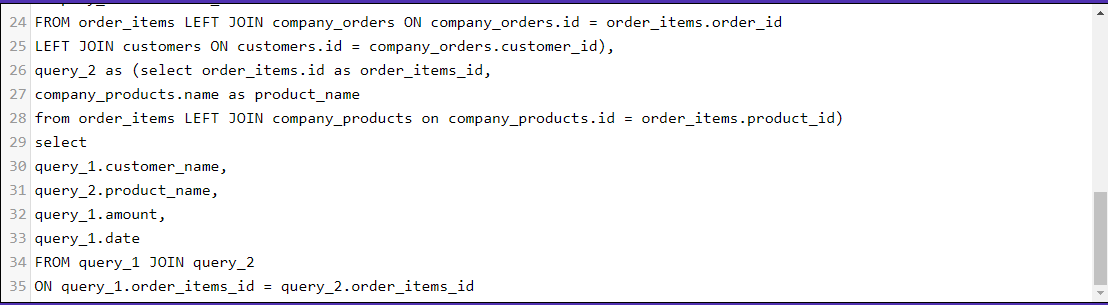 24 FROM order_items LEFT JOIN company_orders ON company_orders.id = order_items.order_id
25 LEFT JOIN customers ON customers.id = company_orders.customer_id),
26 query_2 as (select order_items.id as order_items_id,
27 company_products.name as product_name
28 from order_items LEFT JOIN company_products on company_products.id = order_items.product_id)
29 select
30 query_1.customer_name,
31 query_2.product_name,
32 query_1.amount,
33 query_1.date
34 FROM query_1 JOIN query_2
35 ON query_1.order_items_id = query_2.order_items_id